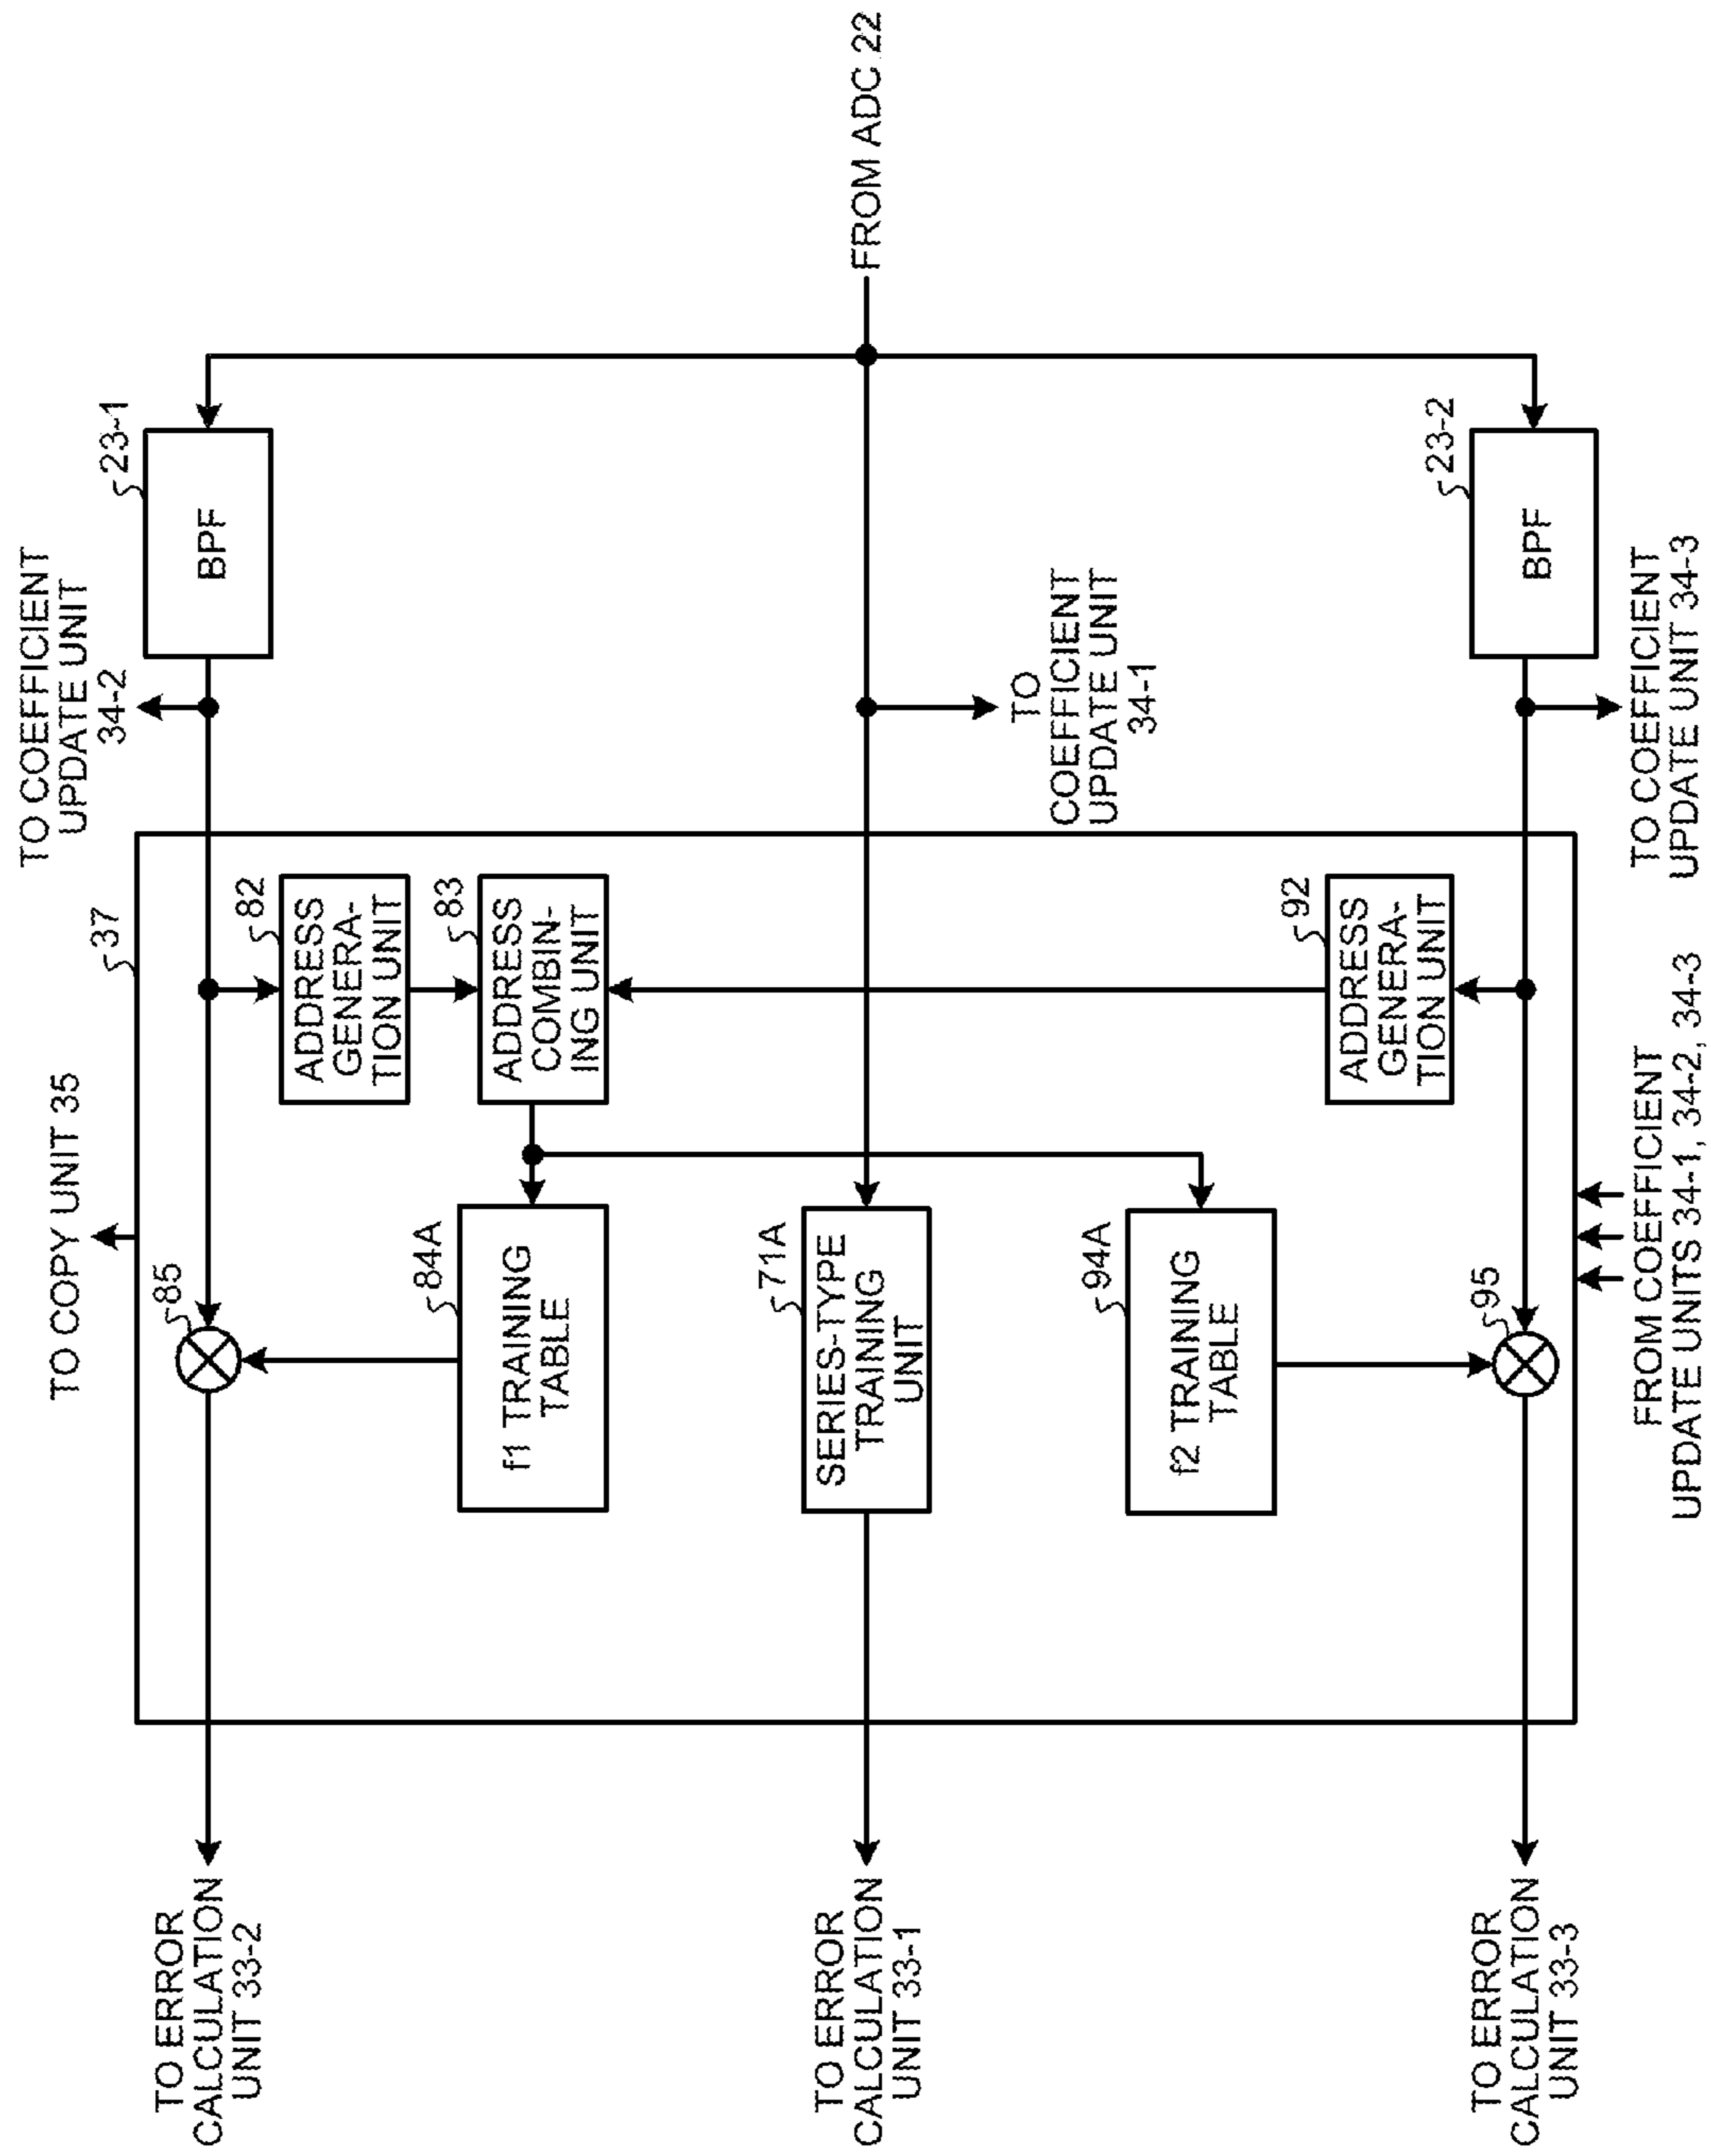 FROM ADC 22
23-1
BPF
23-2
BPF
TO COEFFICIENT
UPDATE UNIT
34-2
TO
COEFFICIENT
UPDATE UNIT
34-1
TO COEFFICIENT
UPDATE UNIT 34-3
37
82
ADDRESS
GENERA-
TION UNIT
83
ADDRESS
COMBIN-
ING UNIT
92
ADDRESS
GENERA-
TION UNIT
TO COPY UNIT 35
85
84A
f1 TRAINING
TABLE
71A
SERIES-TYPE
TRAINING
UNIT
94A
f2 TRAINING
TABLE
95
FROM COEFFICIENT
UPDATE UNITS 34-1, 34-2, 34-3
TO ERROR
CALCULATION
UNIT 33-2
TO ERROR
CALCULATION
UNIT 33-1
TO ERROR
CALCULATION
UNIT 33-3